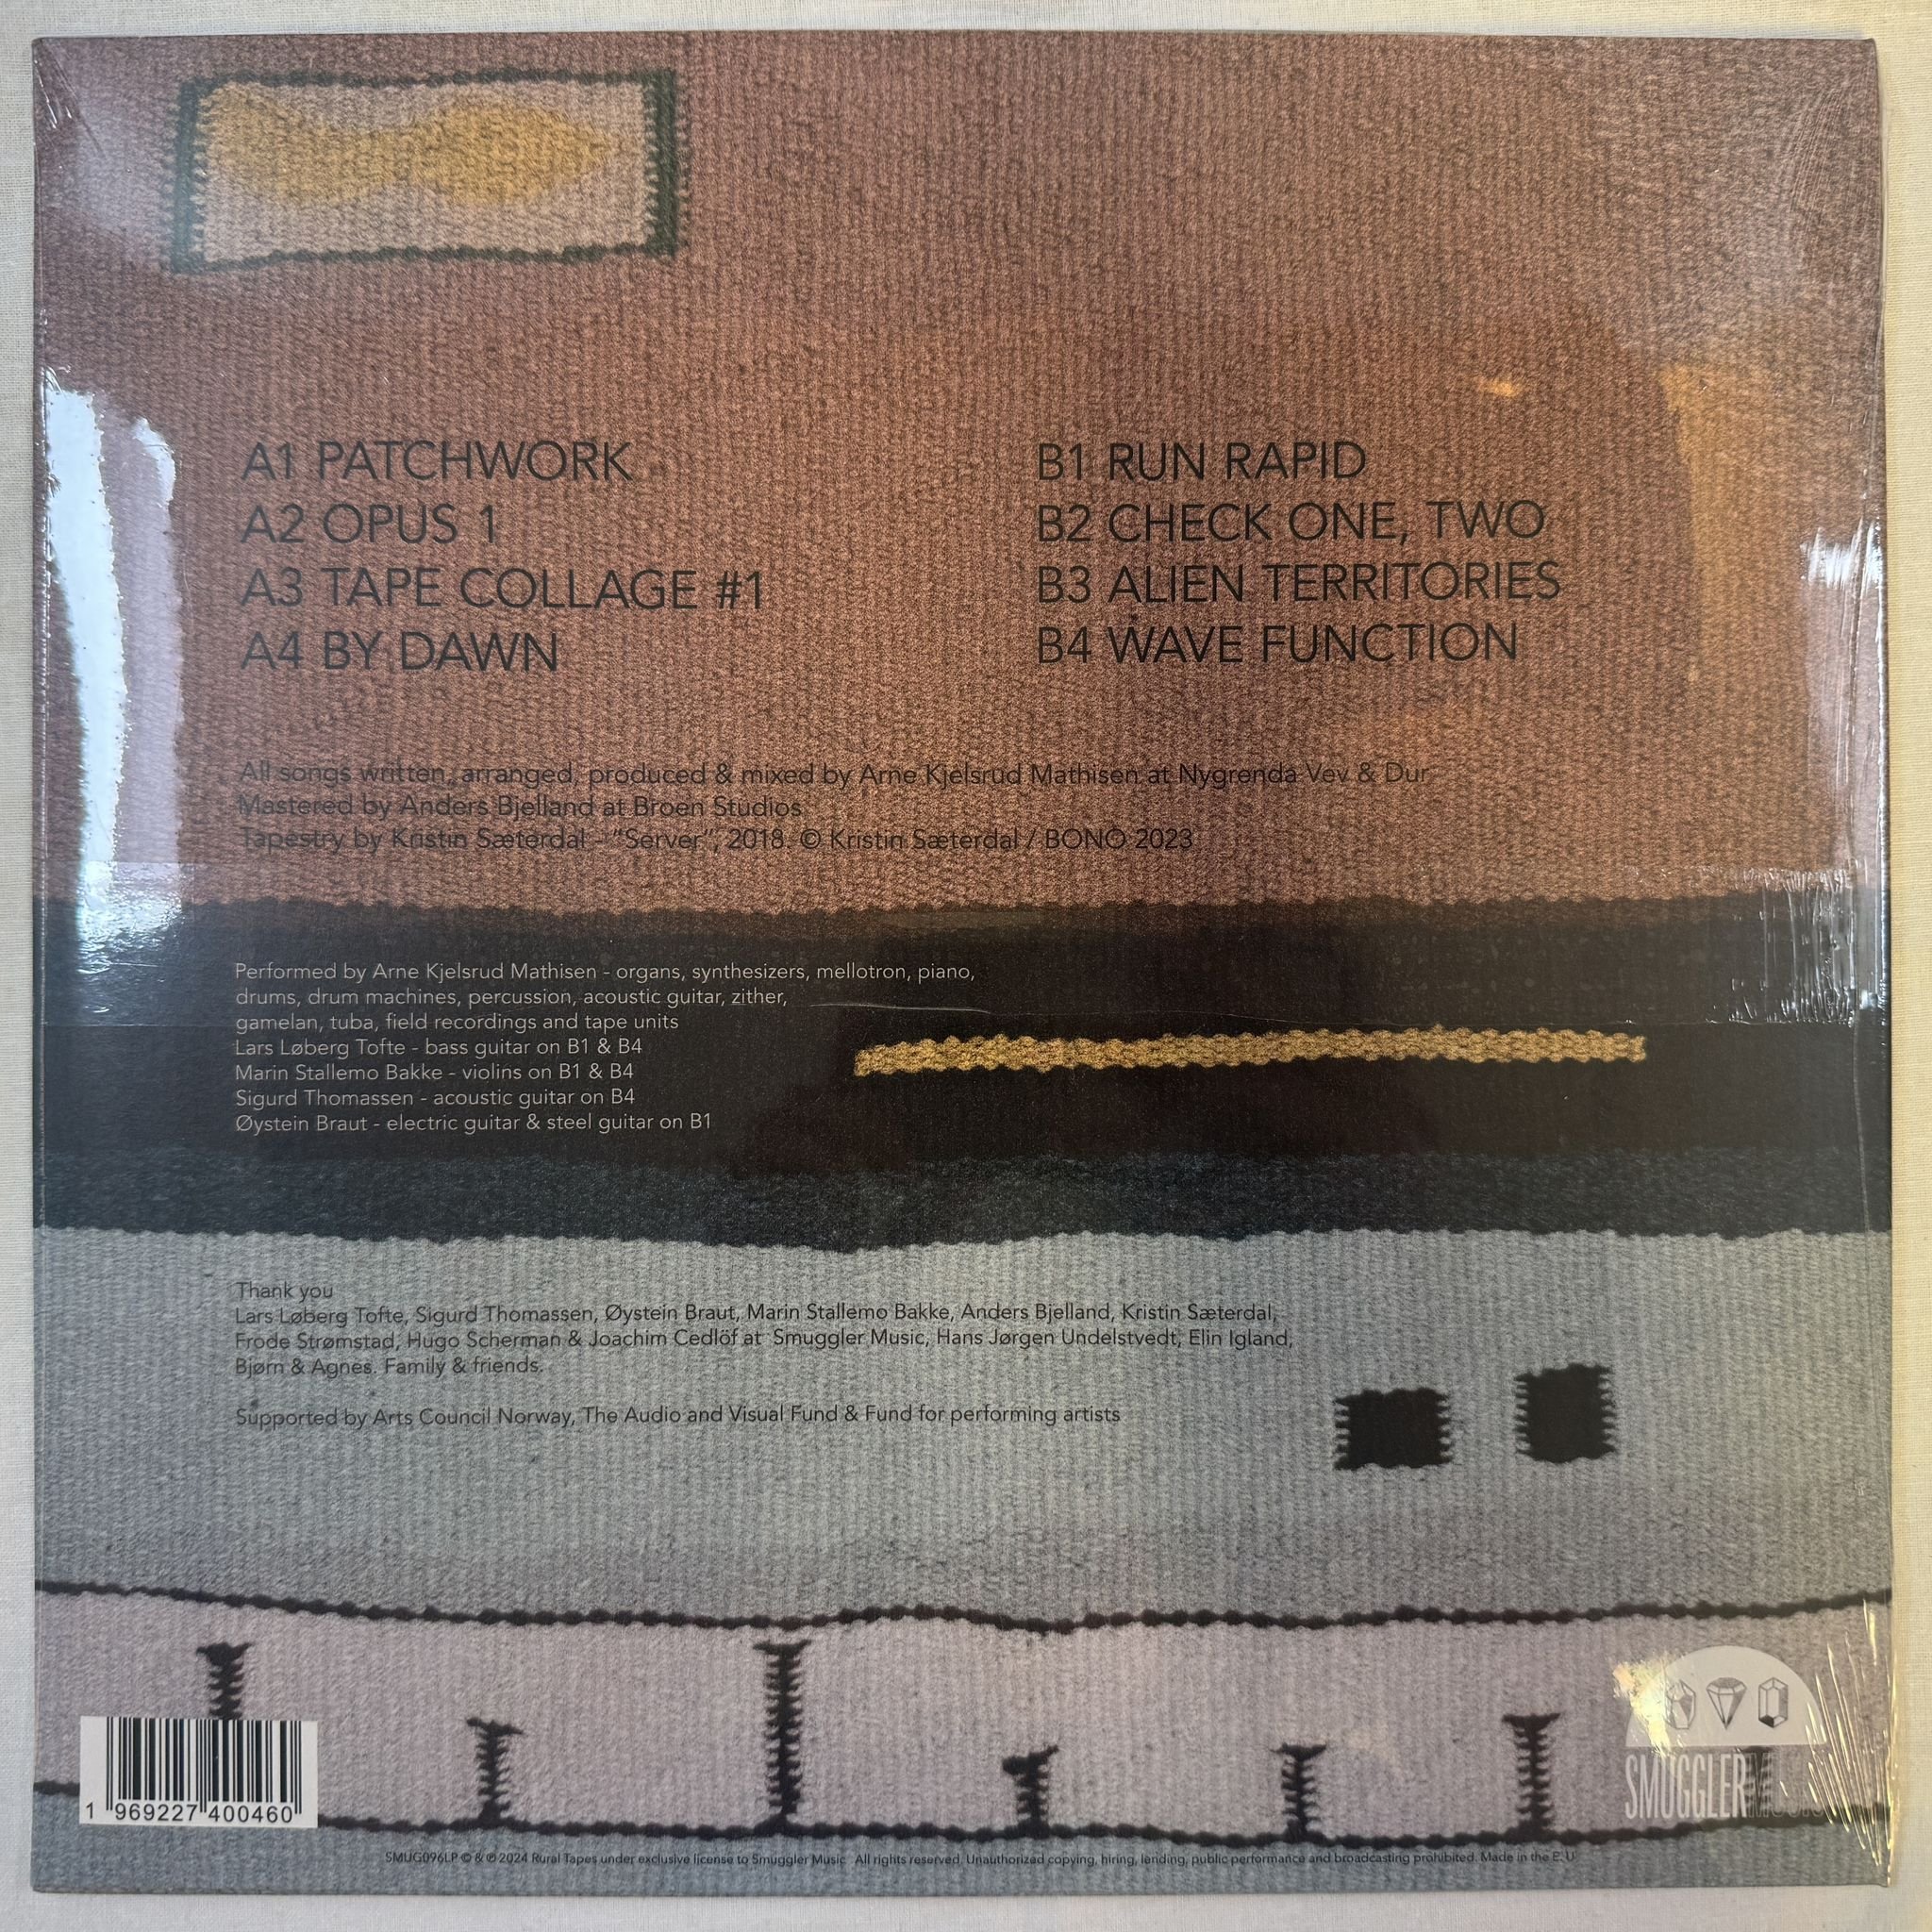 A1 PATCHWORK
A2 OPUS 1
A3 TAPE COLLAGE #1
A4 BY DAWN
B1 RUN RAPID
B2 CHECK ONE, TWO
B3 ALIEN TERRITORIES
B4 WAVE FUNCTION
All songs written, arranged, produced & mixed by Arne Kjelsrud Mathisen at Nygrenda Vev & Dur
Mastered by Anders Bjelland at Broen Studios
Tapestry by Kristin Sæterdal - "Server", 2018. © Kristin Sæterdal / BONO 2023
Performed by Arne Kjelsrud Mathisen - organs, synthesizers, mellotron, piano,
drums, drum machines, percussion, acoustic guitar, zither,
gamelan, tuba, field recordings and tape units
Lars Løberg Tofte - bass guitar on B1 & B4
Marin Stallemo Bakke - violins on B1 & B4
Sigurd Thomassen - acoustic guitar on B4
Øystein Braut - electric guitar & steel guitar on B1
Thank you
Lars Løberg Tofte, Sigurd Thomassen, Øystein Braut, Marin Stallemo Bakke, Anders Bjelland, Kristin Sæterdal,
Frode Strømstad, Hugo Scherman & Joachim Cedlöf at Smuggler Music, Hans Jørgen Undelstvedt, Elin Igland,
Bjørn & Agnes. Family & friends.
Supported by Arts Council Norway, The Audio and Visual Fund & Fund for performing artists
SMUGGLERMUSIC
1 969227 400460
SMUG096LP © & ℗ 2024 Rural Tapes under exclusive license to Smuggler Music. All rights reserved. Unauthorized copying, hiring, lending, public performance and broadcasting prohibited. Made in the E.U